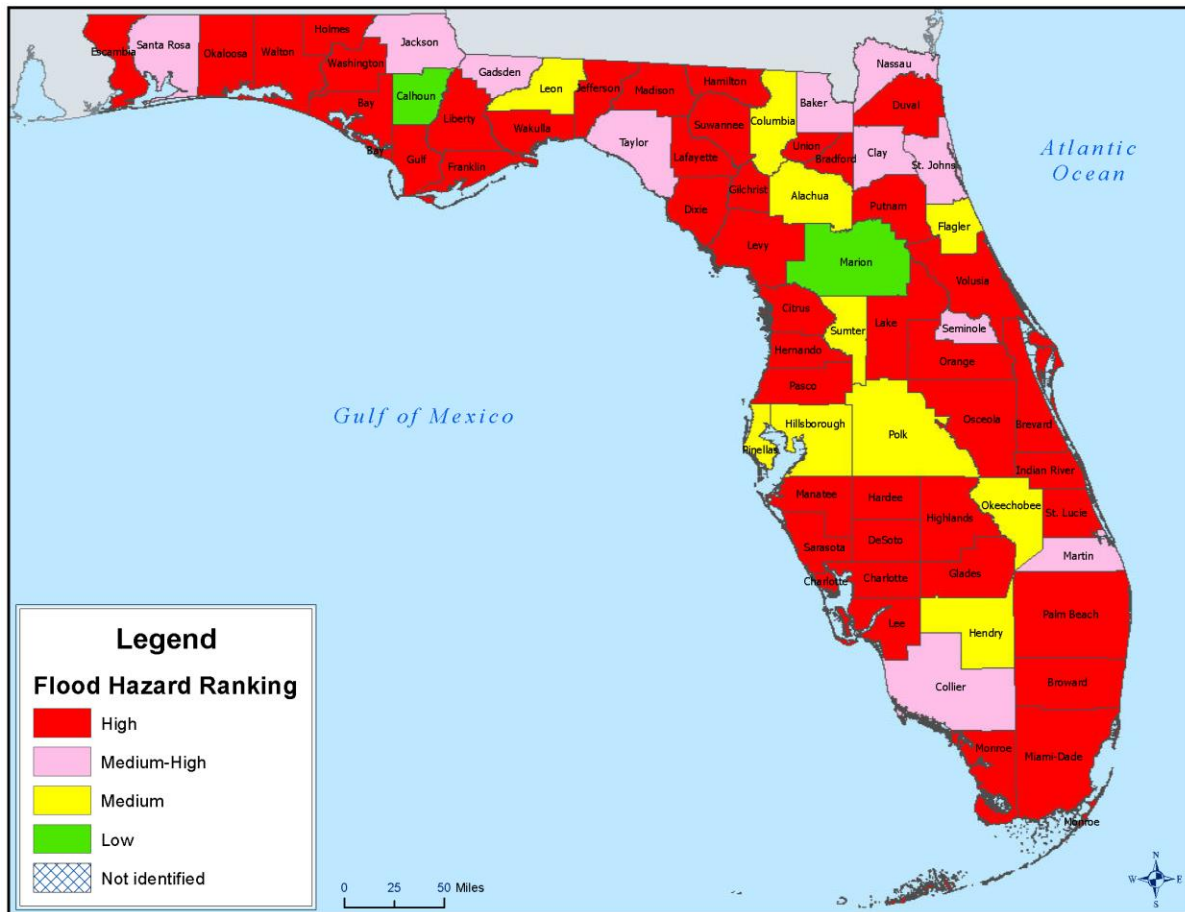 Holmes
Escambia
Santa Rosa
Okaloosa
Walton
Jackson
Washington
Gadsden
Leon
Jefferson
Madison
Hamilton
Nassau
Calhoun
Bay
Liberty
Wakulla
Baker
Duval
Columbia
Suwannee
Bay
Gulf
Franklin
Taylor
Lafayette
Union
Bradford
Clay
St. Johns
Atlantic
Ocean
Gilchrist
Alachua
Dixie
Putnam
Flagler
Levy
Marion
Volusia
Citrus
Sumter
Lake
Seminole
Hernando
Orange
Pasco
Gulf of Mexico
Hillsborough
Polk
Osceola
Brevard
Pinellas
Indian River
Manatee
Hardee
Highlands
Okeechobee
St. Lucie
Sarasota
DeSoto
Martin
Charlotte
Charlotte
Glades
Lee
Hendry
Palm Beach
Collier
Broward
Monroe
Miami-Dade
Monroe
Legend
Flood Hazard Ranking
High
Medium-High
Medium
Low
Not identified
0 25 50 Miles
N
W E
S